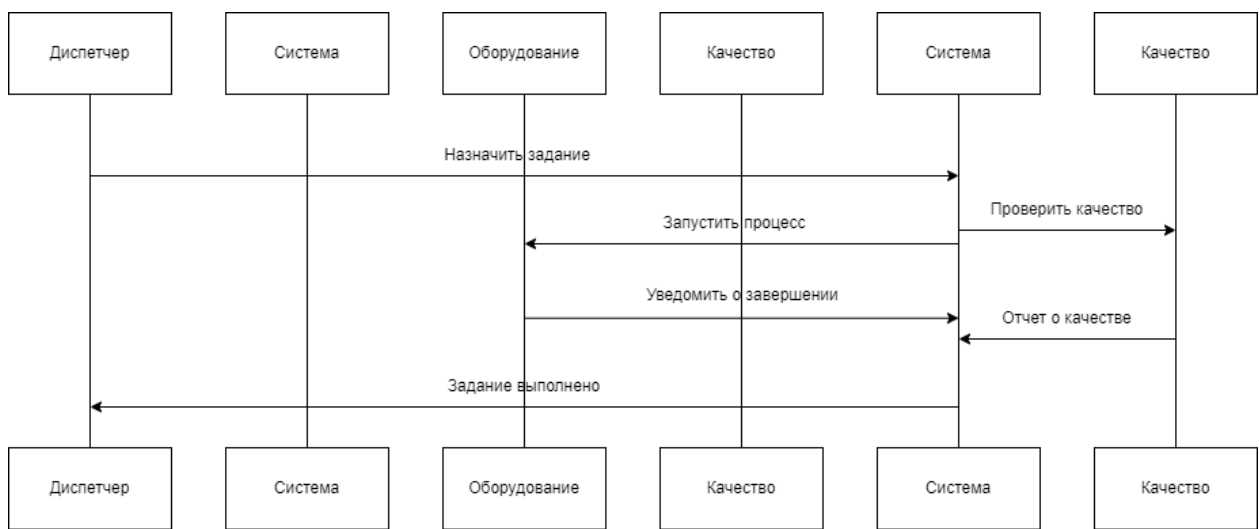 Диспетчер
Система
Оборудование
Качество
Система
Качество
Назначить задание
Проверить качество
Запустить процесс
Уведомить о завершении
Отчет о качестве
Задание выполнено
Диспетчер
Система
Оборудование
Качество
Система
Качество